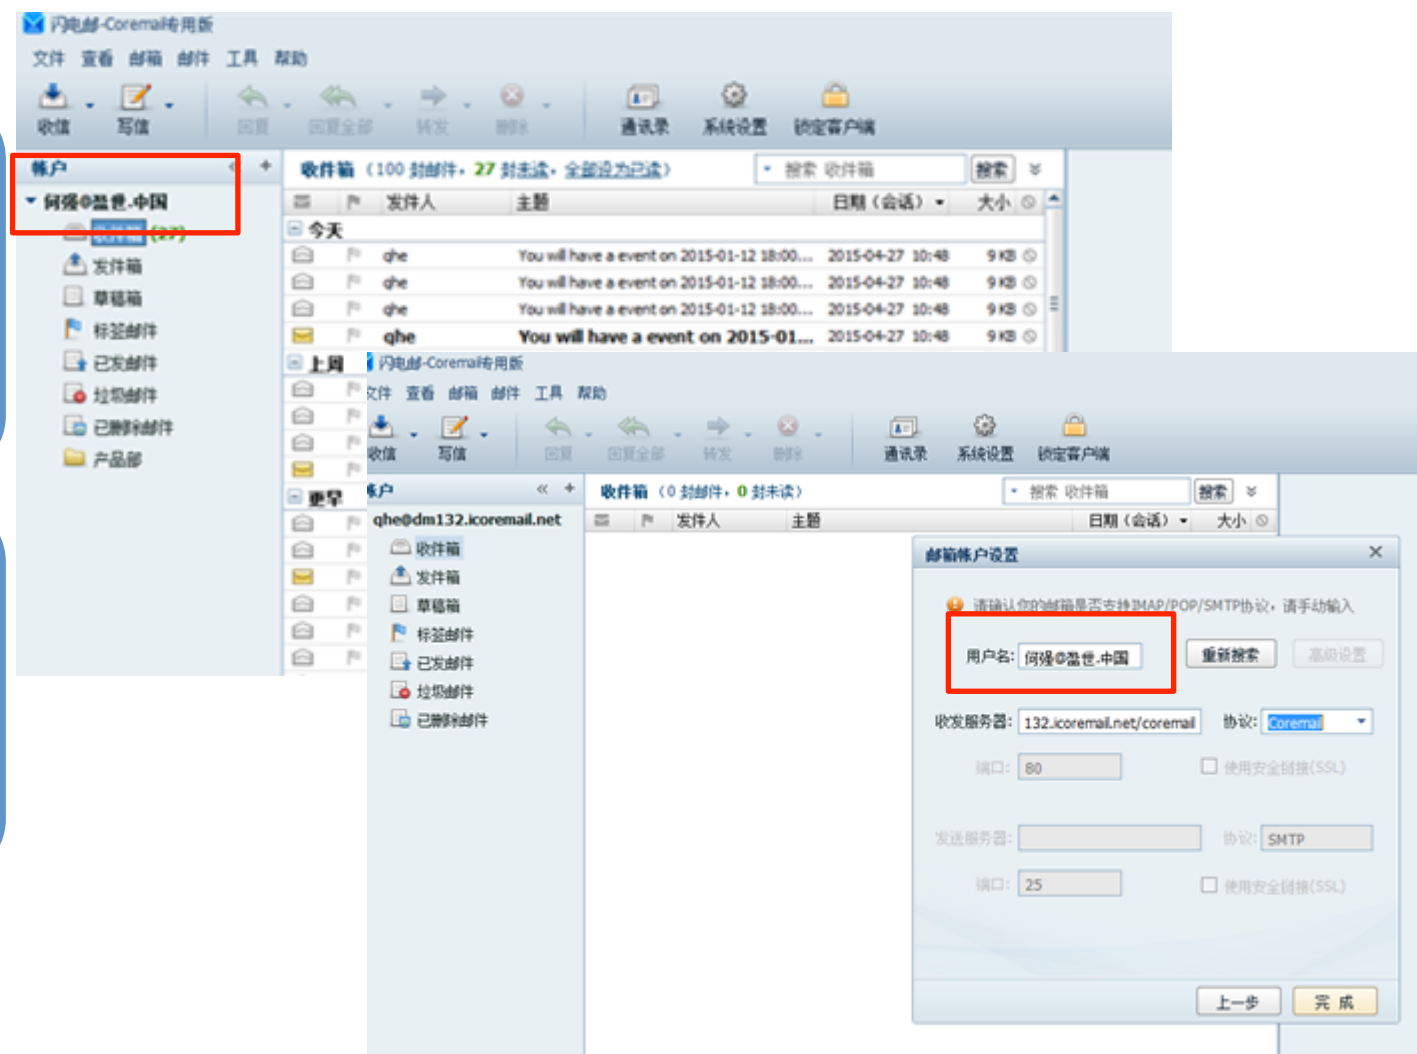 闪电邮-Coremail专用版
文件 查看 邮箱 邮件 工具 帮助
收信 写信 回复 回复全部 转发 删除 通讯录 系统设置 锁定客户端
帐户 « +
收件箱 （100 封邮件，27 封未读，全部设为已读） 搜索 收件箱 搜索
何强@盈世.中国
发件人 主题 日期（会话） 大小
收件箱 (27)
今天
发件箱
qhe You will have a event on 2015-01-12 18:00... 2015-04-27 10:48 9 KB
草稿箱
qhe You will have a event on 2015-01-12 18:00... 2015-04-27 10:48 9 KB
标签邮件
qhe You will have a event on 2015-01-12 18:00... 2015-04-27 10:48 9 KB
qhe You will have a event on 2015-01... 2015-04-27 10:48 9 KB
已发邮件
垃圾邮件
已删除邮件
产品部
上周
更早
闪电邮-Coremail专用版
文件 查看 邮箱 邮件 工具 帮助
收信 写信 回复 回复全部 转发 删除 通讯录 系统设置 锁定客户端
帐户 « +
收件箱 （0 封邮件，0 封未读） 搜索 收件箱 搜索
qhe@dm132.icoremail.net
发件人 主题 日期（会话） 大小
收件箱
发件箱
草稿箱
标签邮件
已发邮件
垃圾邮件
已删除邮件
邮箱帐户设置
请确认您的邮箱是否支持IMAP/POP/SMTP协议，请手动输入
用户名: 何强@盈世.中国 重新搜索 高级设置
收发服务器: 132.icoremail.net/coremail 协议: Coremail
端口: 80 使用安全链接(SSL)
发送服务器: 协议: SMTP
端口: 25 使用安全链接(SSL)
上一步 完成